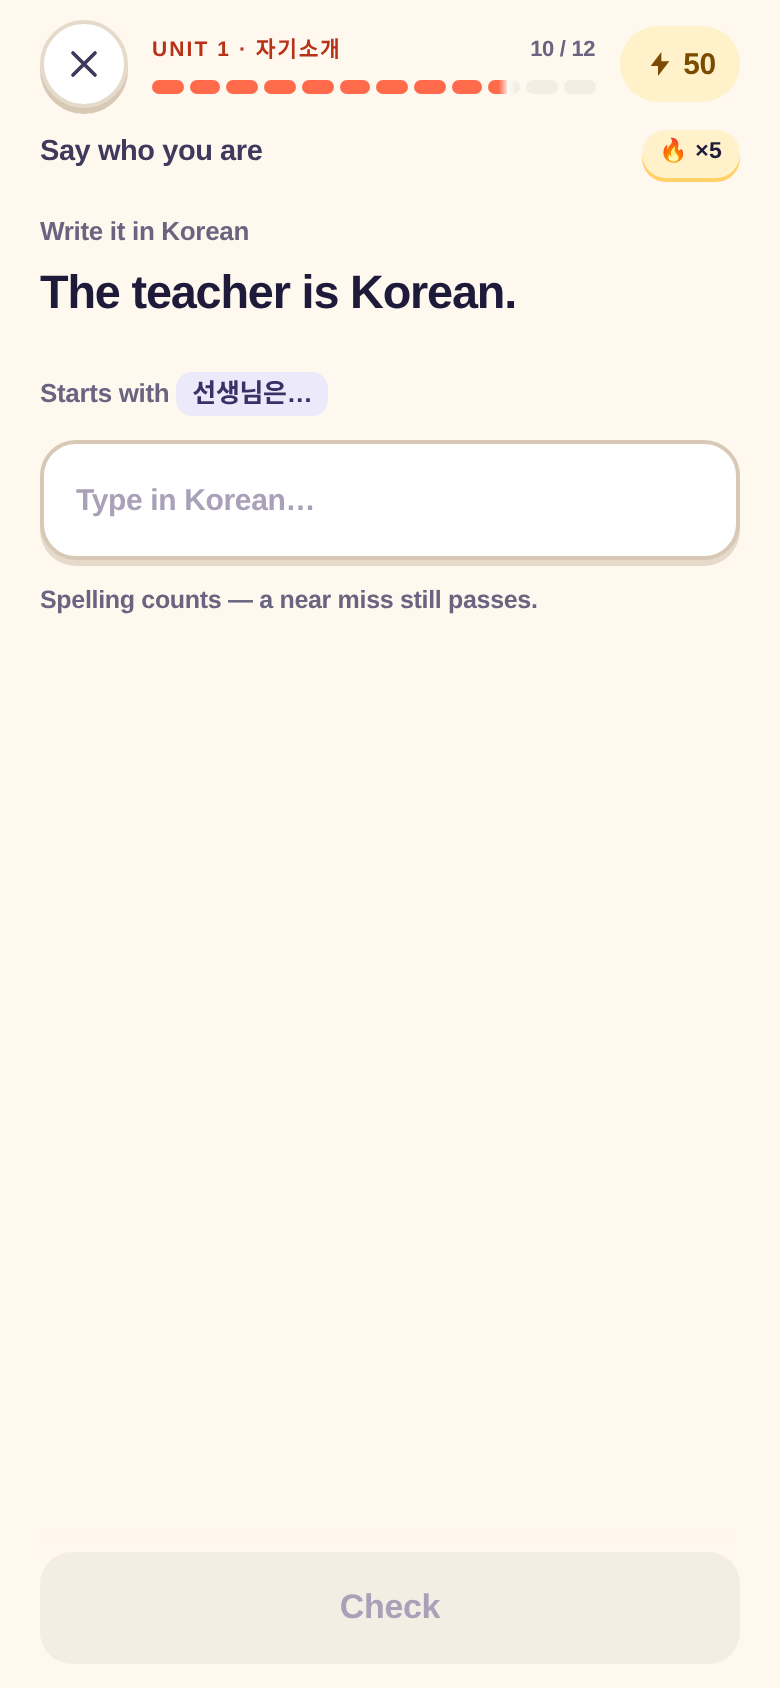 UNIT 1 · 자기소개
10 / 12
50
Say who you are
×5
Write it in Korean
The teacher is Korean.
Starts with 선생님은…
Type in Korean…
Spelling counts — a near miss still passes.
Check